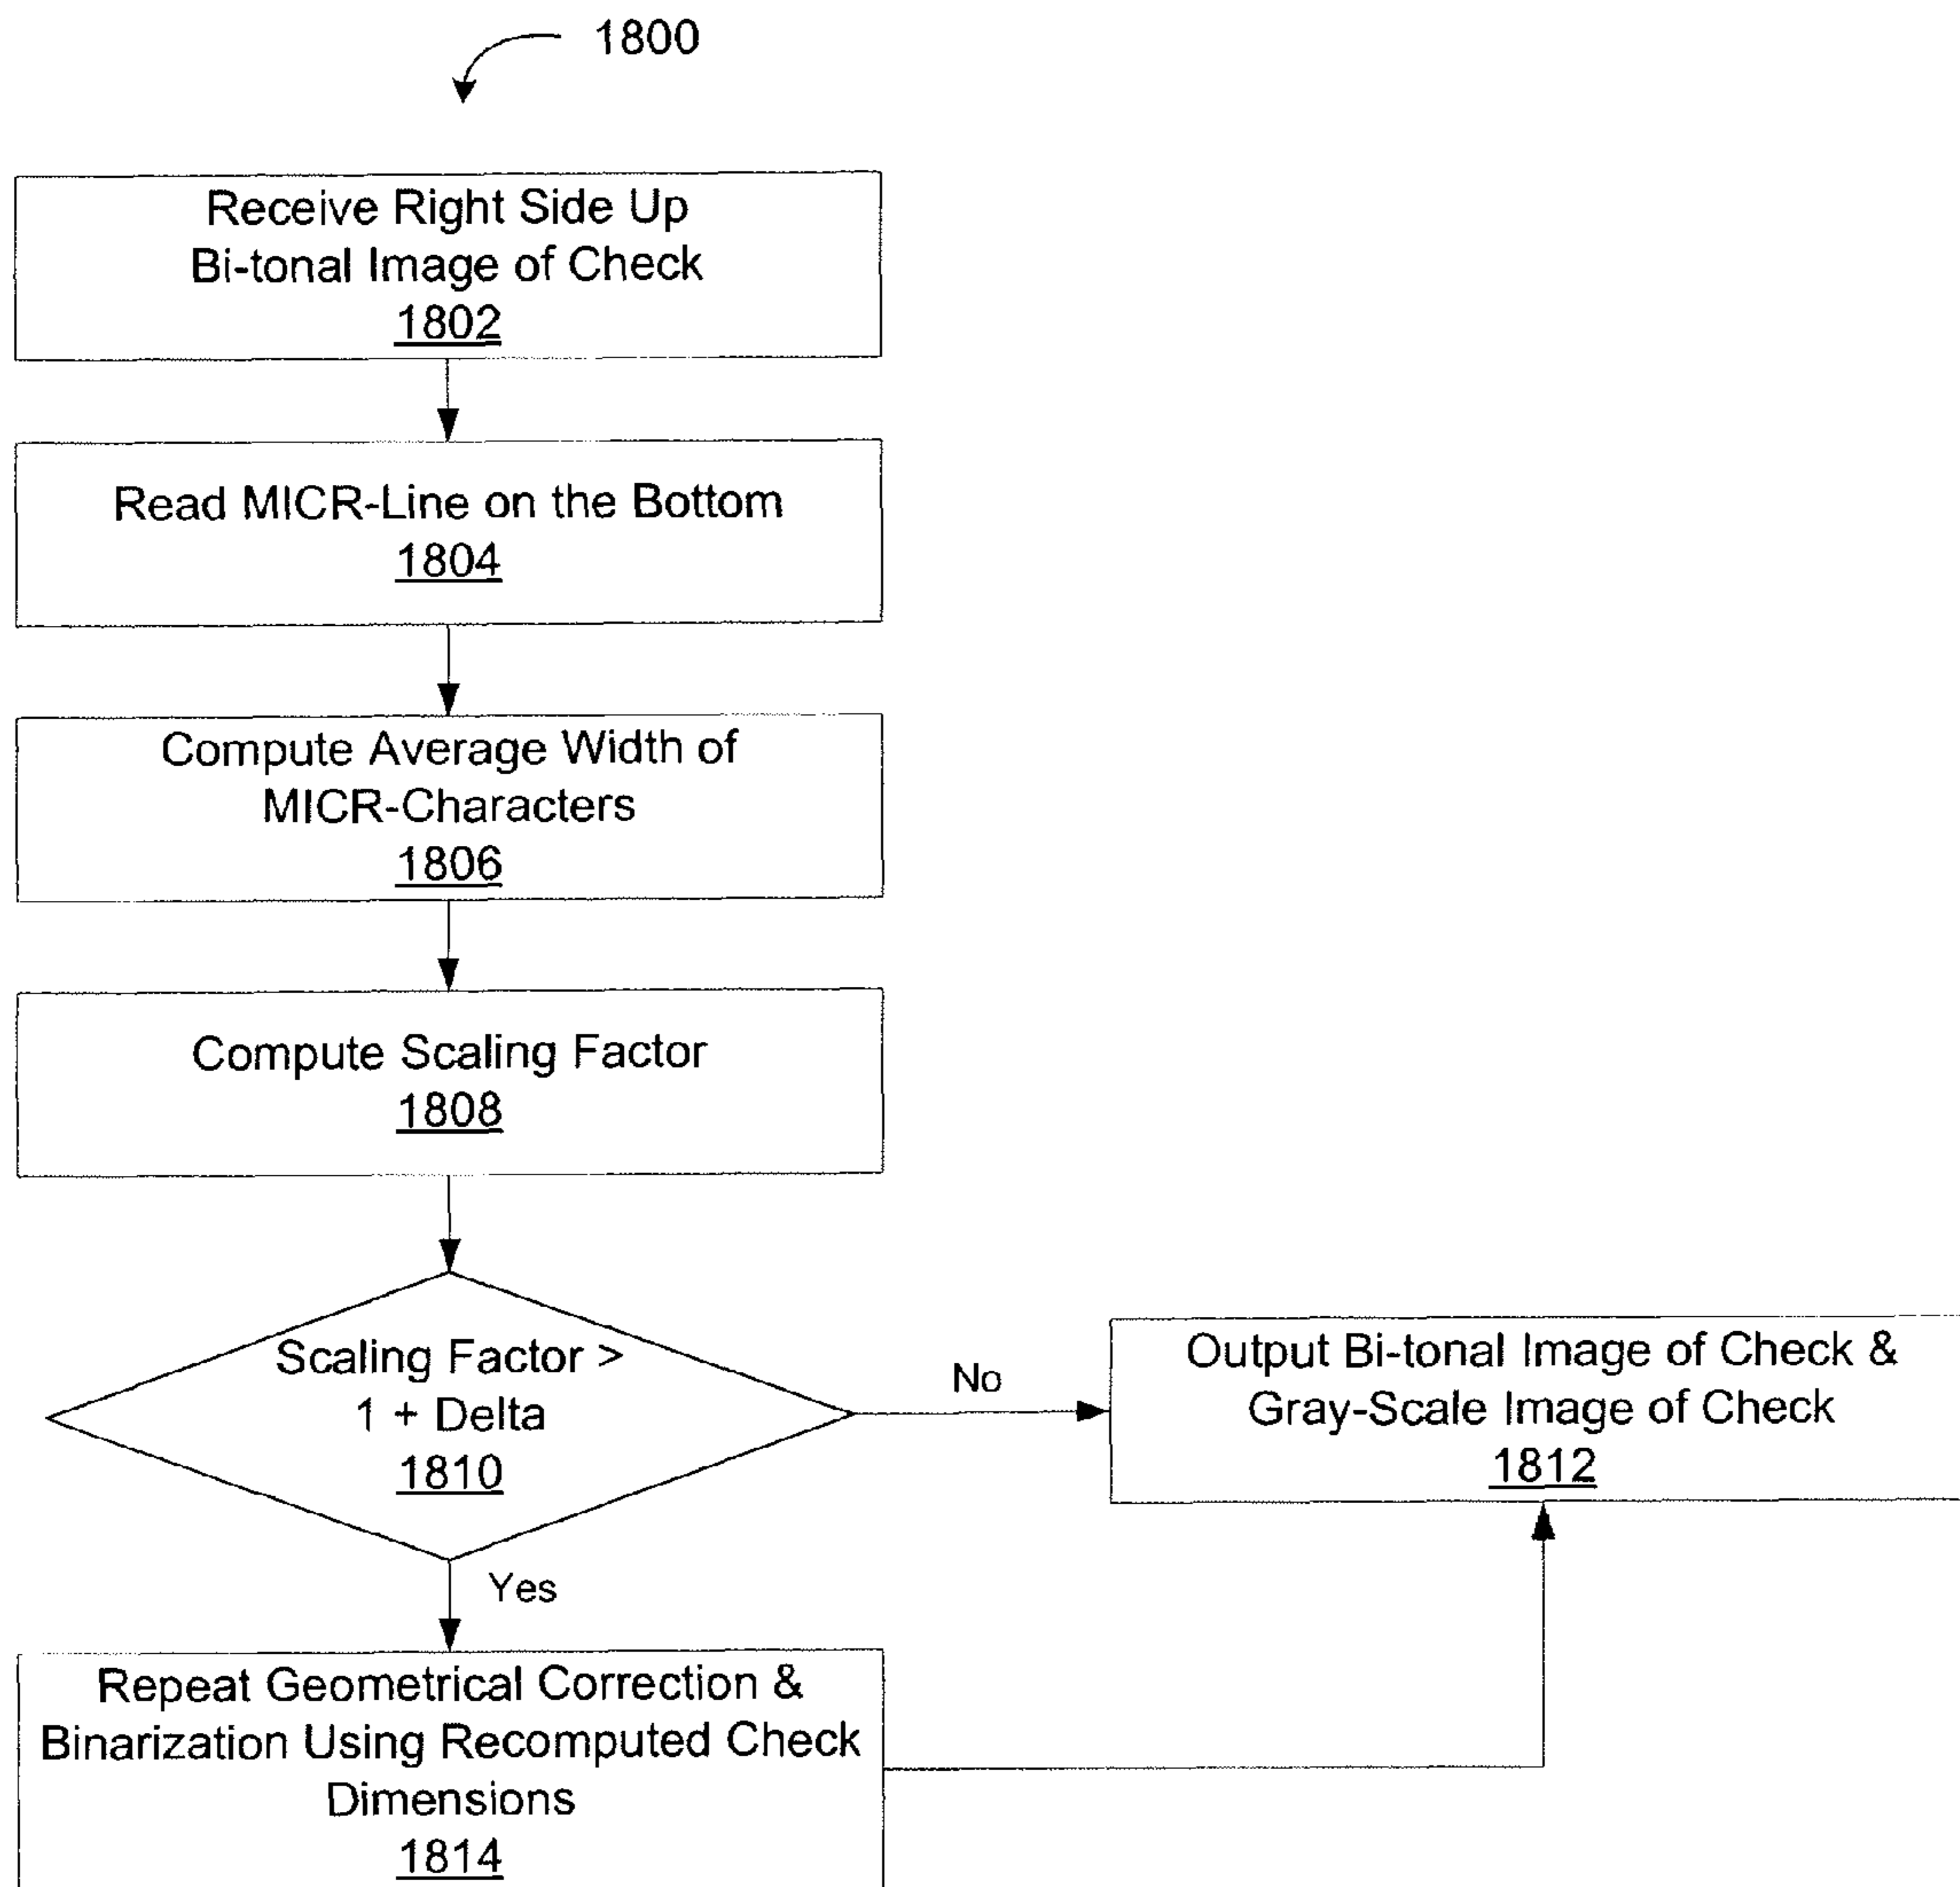 1800
Receive Right Side Up
Bi-tonal Image of Check
1802
Read MICR-Line on the Bottom
1804
Compute Average Width of
MICR-Characters
1806
Compute Scaling Factor
1808
Scaling Factor >
1 + Delta
1810
No
Output Bi-tonal Image of Check &
Gray-Scale Image of Check
1812
Yes
Repeat Geometrical Correction &
Binarization Using Recomputed Check
Dimensions
1814